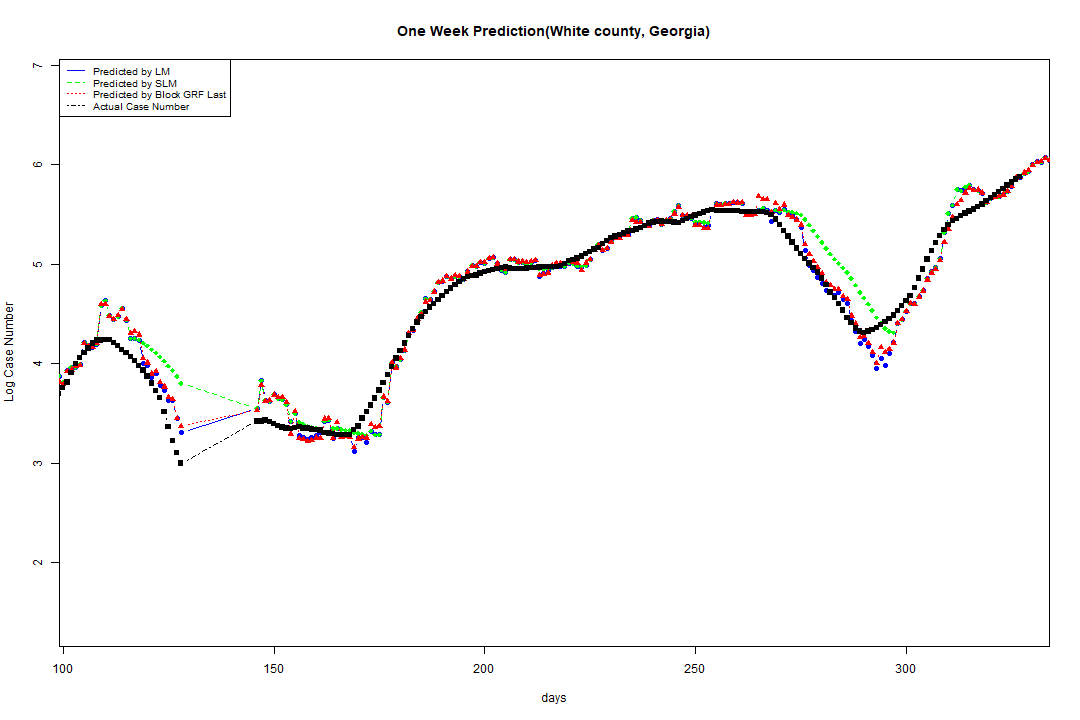 One Week Prediction(White county, Georgia)
Predicted by LM
Predicted by SLM
Predicted by Block GRF Last
Actual Case Number
7
6
5
4
3
2
Log Case Number
100 150 200 250 300
days